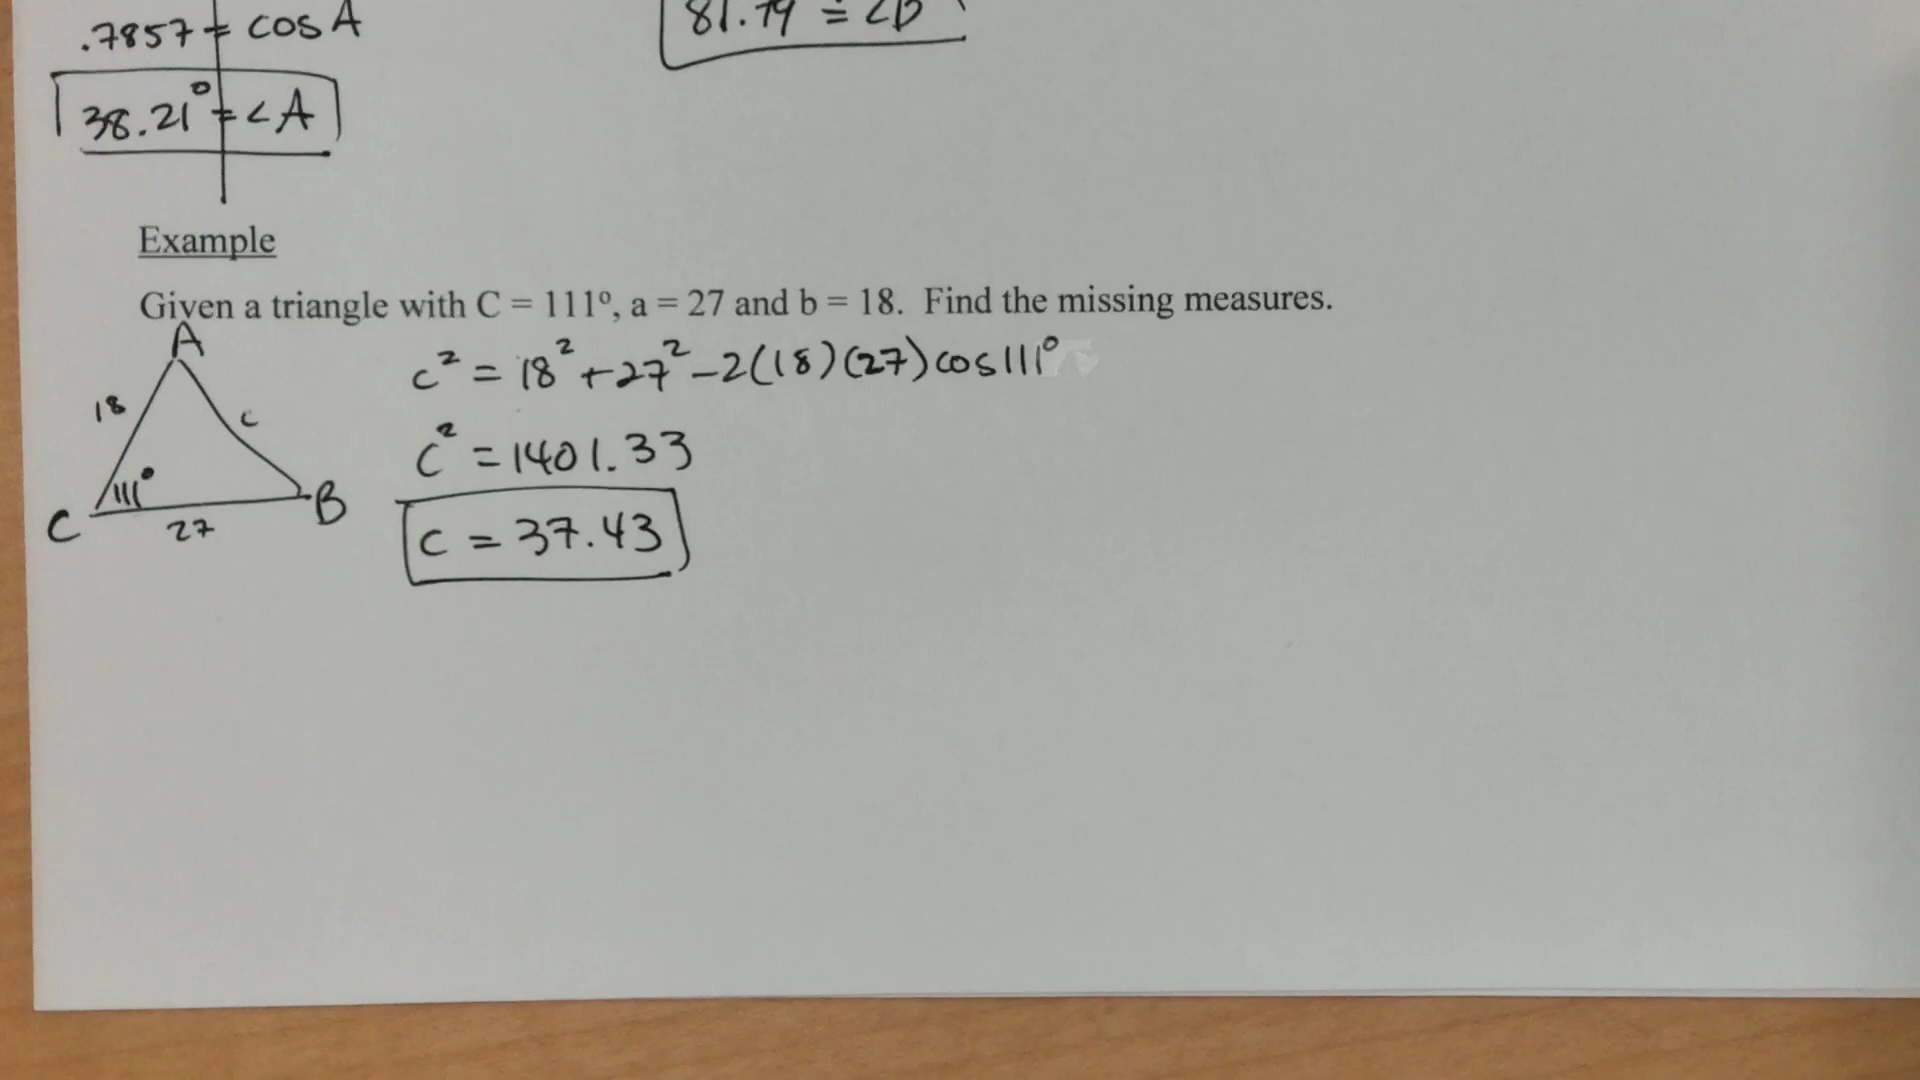 .7857 = cos A
38.21° = <A
81.79 = <B
Example
Given a triangle with C = 111º, a = 27 and b = 18. Find the missing measures.
A
18
c
111°
C
27
B
c² = 18² + 27² - 2(18)(27) cos 111°
c² = 1401.33
c = 37.43